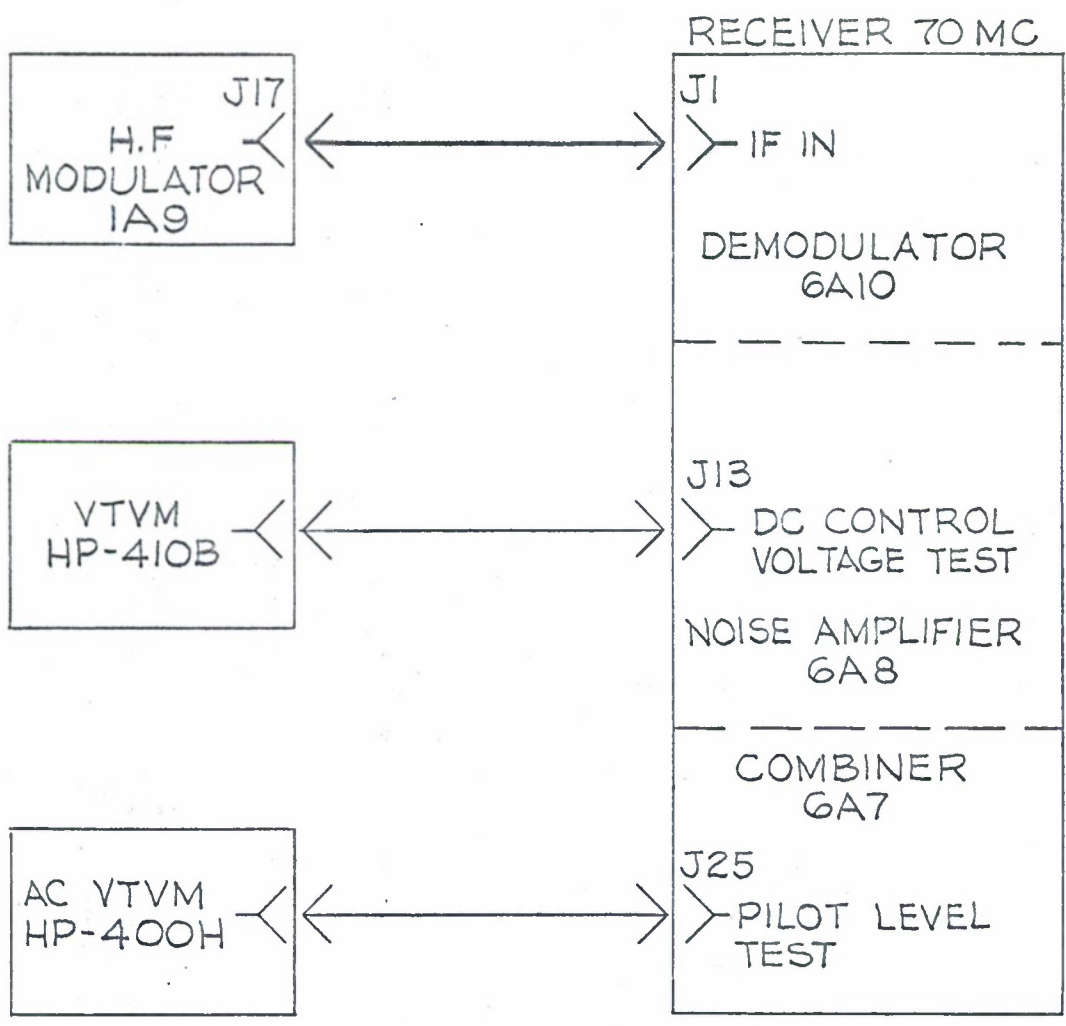 RECEIVER 70 MC
J17
H.F
MODULATOR
1A9
J1
IF IN
DEMODULATOR
6A10
VTVM
HP-410B
J13
DC CONTROL
VOLTAGE TEST
NOISE AMPLIFIER
6A8
COMBINER
6A7
AC VTVM
HP-400H
J25
PILOT LEVEL
TEST